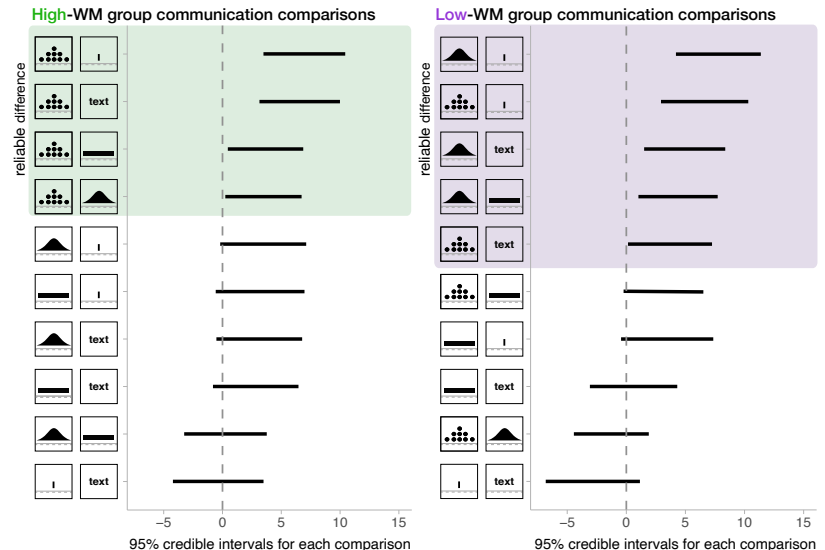 High-WM group communication comparisons
reliable difference
text
text
text
text
−5 0 5 10 15
95% credible intervals for each comparison
Low-WM group communication comparisons
reliable difference
text
text
text
text
−5 0 5 10 15
95% credible intervals for each comparison